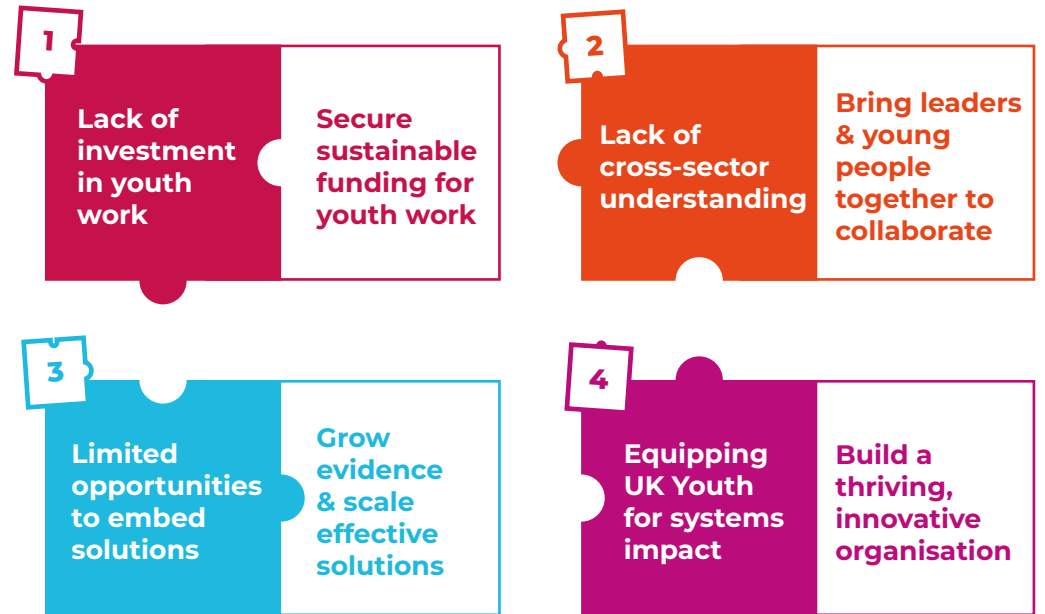 1
Lack of
investment
in youth
work
Secure
sustainable
funding for
youth work
2
Lack of
cross-sector
understanding
Bring leaders
& young
people
together to
collaborate
3
Limited
opportunities
to embed
solutions
Grow
evidence
& scale
effective
solutions
4
Equipping
UK Youth
for systems
impact
Build a
thriving,
innovative
organisation